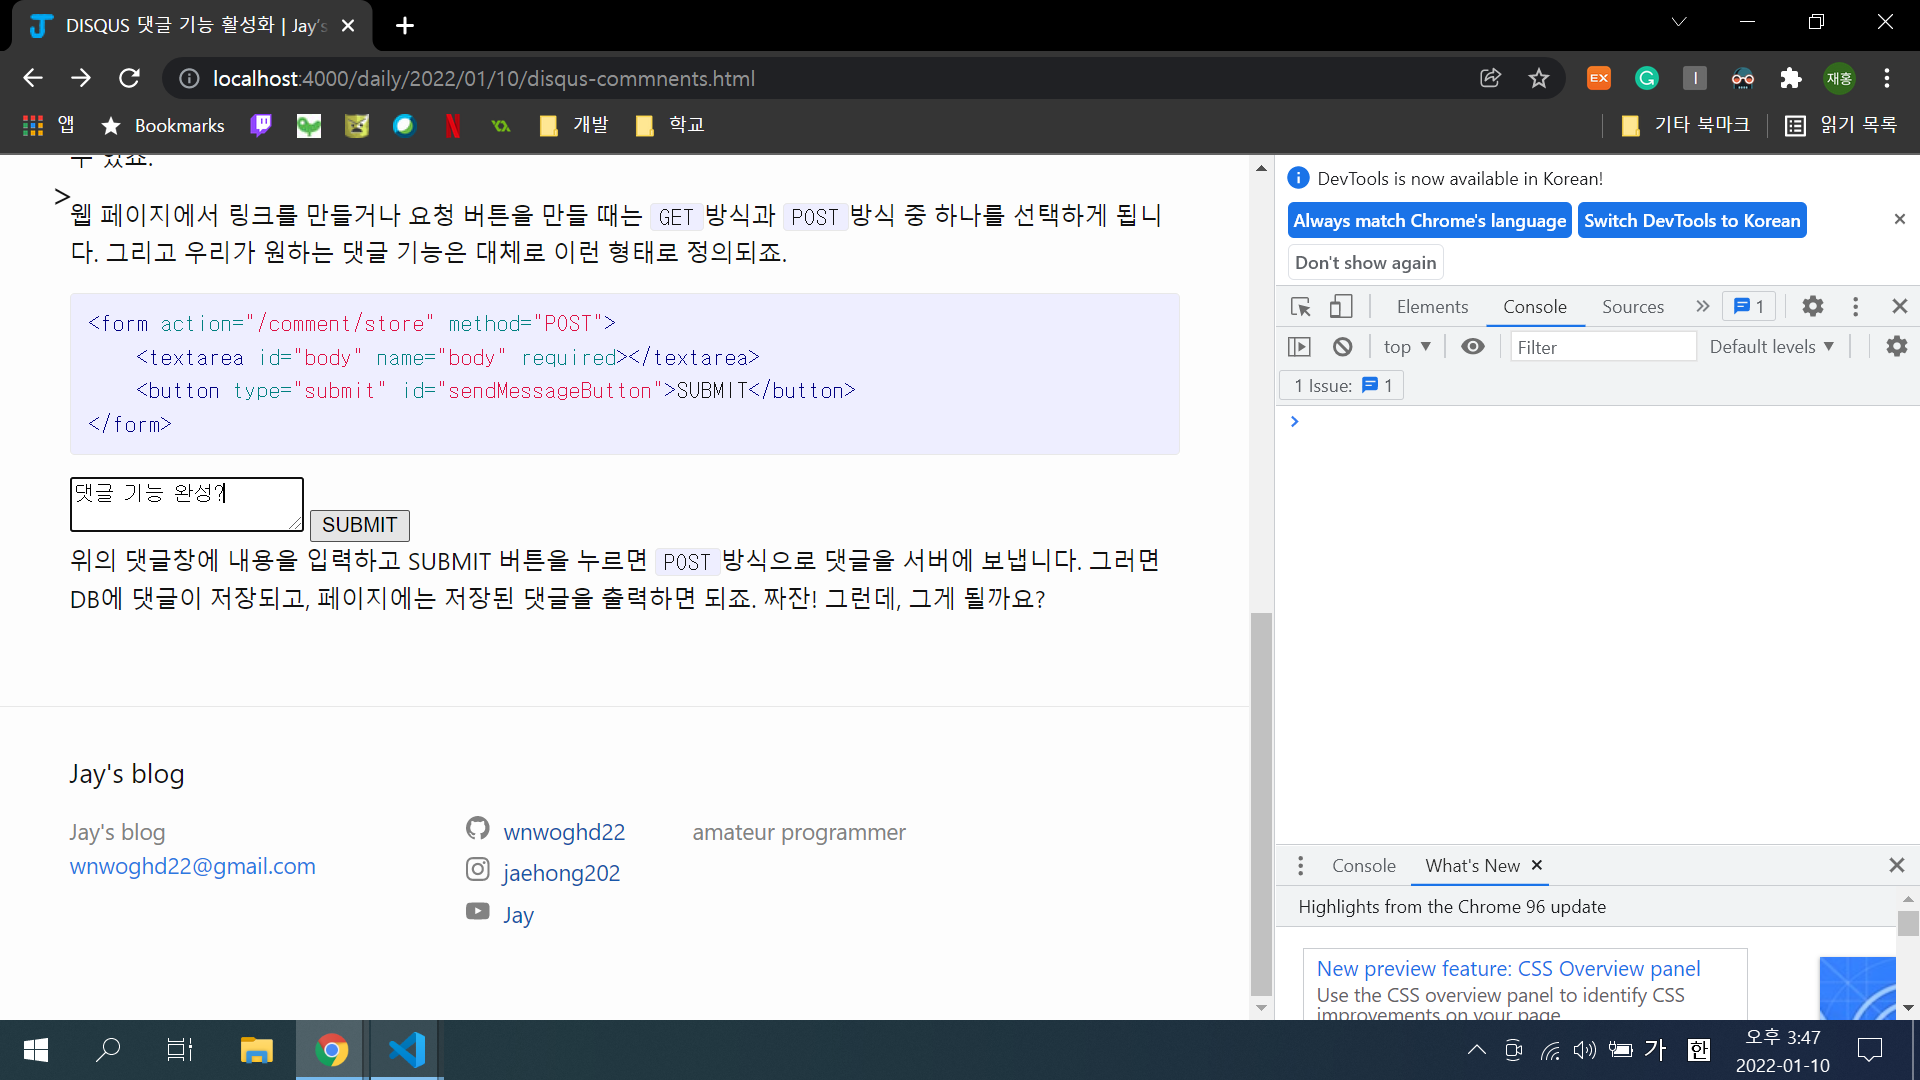 DISQUS 댓글 기능 활성화 | Jay's
localhost:4000/daily/2022/01/10/disqus-commnents.html
EX
재홍
앱
Bookmarks
개발
학교
기타 북마크
읽기 목록
수 있죠.
>
웹 페이지에서 링크를 만들거나 요청 버튼을 만들 때는 GET방식과 POST방식 중 하나를 선택하게 됩니
다. 그리고 우리가 원하는 댓글 기능은 대체로 이런 형태로 정의되죠.
<form action="/comment/store" method="POST">
    <textarea id="body" name="body" required></textarea>
    <button type="submit" id="sendMessageButton">SUBMIT</button>
</form>
댓글 기능 완성?
SUBMIT
위의 댓글창에 내용을 입력하고 SUBMIT 버튼을 누르면 POST방식으로 댓글을 서버에 보냅니다. 그러면
DB에 댓글이 저장되고, 페이지에는 저장된 댓글을 출력하면 되죠. 짜잔! 그런데, 그게 될까요?
Jay's blog
Jay's blog
wnwoghd22@gmail.com
wnwoghd22
jaehong202
Jay
amateur programmer
DevTools is now available in Korean!
Always match Chrome's language
Switch DevTools to Korean
Don't show again
Elements
Console
Sources
1
top
Filter
Default levels
1 Issue: 1
Console
What's New
Highlights from the Chrome 96 update
New preview feature: CSS Overview panel
Use the CSS overview panel to identify CSS
improvements on your page
가
한
오후 3:47
2022-01-10